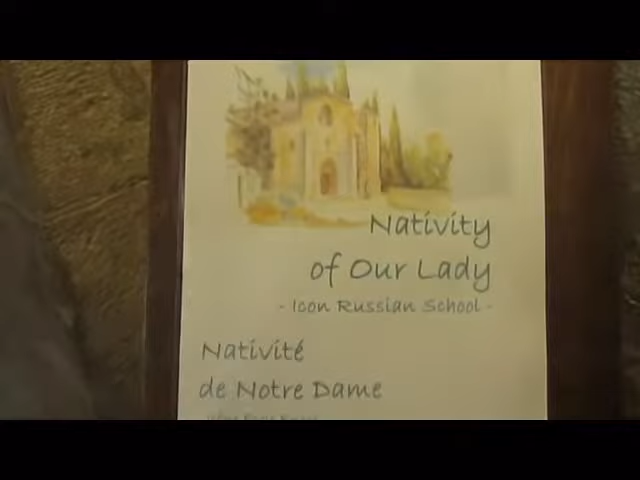 Nativity
of Our Lady
- Icon Russian School -
Nativité
de Notre Dame